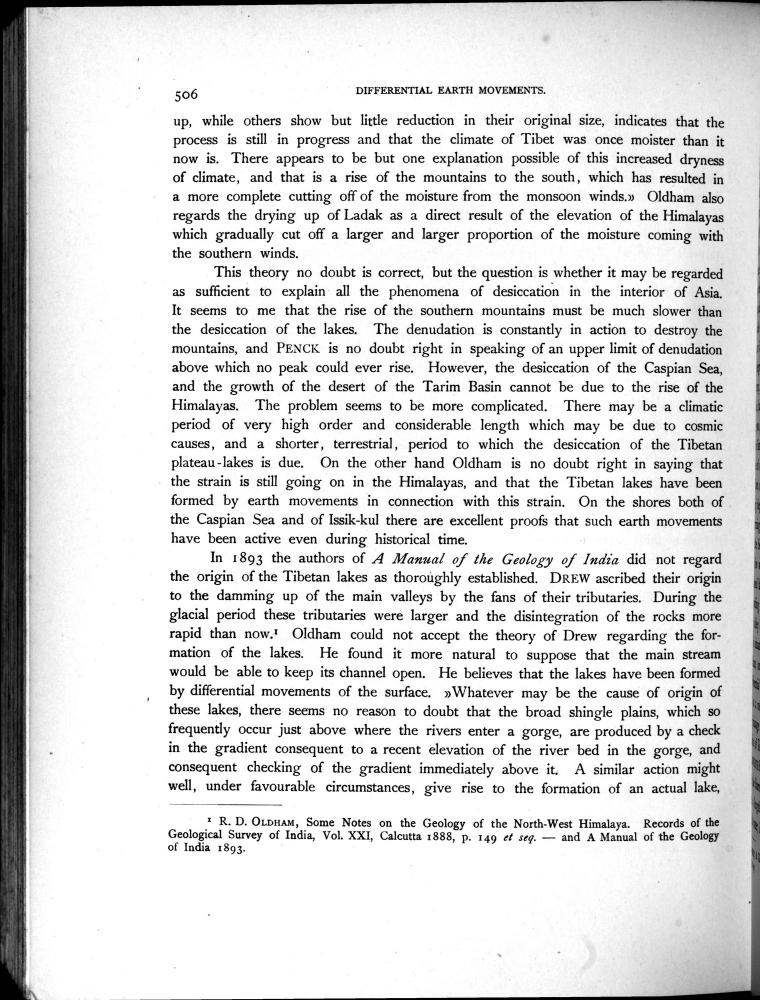 506
DIFFERENTIAL EARTH MOVEMENTS.
up, while others show but little reduction in their original size, indicates that the
process is still in progress and that the climate of Tibet was once moister than it
now is. There appears to be but one explanation possible of this increased dryness
of climate, and that is a rise of the mountains to the south, which has resulted in
a more complete cutting off of the moisture from the monsoon winds.» Oldham also
regards the drying up of Ladak as a direct result of the elevation of the Himalayas
which gradually cut off a larger and larger proportion of the moisture coming with
the southern winds.
This theory no doubt is correct, but the question is whether it may be regarded
as sufficient to explain all the phenomena of desiccation in the interior of Asia.
It seems to me that the rise of the southern mountains must be much slower than
the desiccation of the lakes. The denudation is constantly in action to destroy the
mountains, and PENCK is no doubt right in speaking of an upper limit of denudation
above which no peak could ever rise. However, the desiccation of the Caspian Sea,
and the growth of the desert of the Tarim Basin cannot be due to the rise of the
Himalayas. The problem seems to be more complicated. There may be a climatic
period of very high order and considerable length which may be due to cosmic
causes, and a shorter, terrestrial, period to which the desiccation of the Tibetan
plateau-lakes is due. On the other hand Oldham is no doubt right in saying that
the strain is still going on in the Himalayas, and that the Tibetan lakes have been
formed by earth movements in connection with this strain. On the shores both of
the Caspian Sea and of Issik-kul there are excellent proofs that such earth movements
have been active even during historical time.
In 1893 the authors of A Manual of the Geology of India did not regard
the origin of the Tibetan lakes as thoroughly established. DREW ascribed their origin
to the damming up of the main valleys by the fans of their tributaries. During the
glacial period these tributaries were larger and the disintegration of the rocks more
rapid than now.¹ Oldham could not accept the theory of Drew regarding the for-
mation of the lakes. He found it more natural to suppose that the main stream
would be able to keep its channel open. He believes that the lakes have been formed
by differential movements of the surface. »Whatever may be the cause of origin of
these lakes, there seems no reason to doubt that the broad shingle plains, which so
frequently occur just above where the rivers enter a gorge, are produced by a check
in the gradient consequent to a recent elevation of the river bed in the gorge, and
consequent checking of the gradient immediately above it. A similar action might
well, under favourable circumstances, give rise to the formation of an actual lake,
¹ R. D. OLDHAM, Some Notes on the Geology of the North-West Himalaya. Records of the
Geological Survey of India, Vol. XXI, Calcutta 1888, p. 149 et seq. — and A Manual of the Geology
of India 1893.